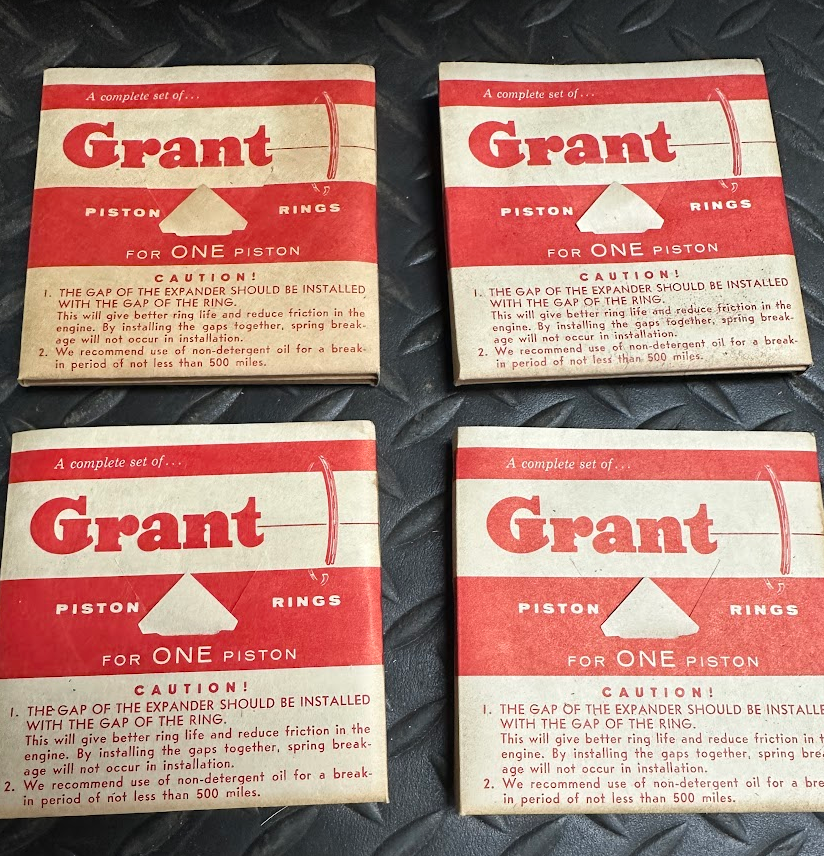 A complete set of...
Grant
PISTON RINGS
FOR ONE PISTON
CAUTION!
1. THE GAP OF THE EXPANDER SHOULD BE INSTALLED
WITH THE GAP OF THE RING.
This will give better ring life and reduce friction in the
engine. By installing the gaps together, spring break-
age will not occur in installation.
2. We recommend use of non-detergent oil for a break-
in period of not less than 500 miles.
A complete set of...
Grant
PISTON RINGS
FOR ONE PISTON
CAUTION!
1. THE GAP OF THE EXPANDER SHOULD BE INSTALLED
WITH THE GAP OF THE RING.
This will give better ring life and reduce friction in the
engine. By installing the gaps together, spring break-
age will not occur in installation.
2. We recommend use of non-detergent oil for a break-
in period of not less than 500 miles.
A complete set of...
Grant
PISTON RINGS
FOR ONE PISTON
CAUTION!
1. THE GAP OF THE EXPANDER SHOULD BE INSTALLED
WITH THE GAP OF THE RING.
This will give better ring life and reduce friction in the
engine. By installing the gaps together, spring break-
age will not occur in installation.
2. We recommend use of non-detergent oil for a break-
in period of not less than 500 miles.
A complete set of...
Grant
PISTON RINGS
FOR ONE PISTON
CAUTION!
1. THE GAP OF THE EXPANDER SHOULD BE INSTALLE
WITH THE GAP OF THE RING.
This will give better ring life and reduce friction in t
engine. By installing the gaps together, spring brea
age will not occur in installation.
2. We recommend use of non-detergent oil for a brea
in period of not less than 500 miles.